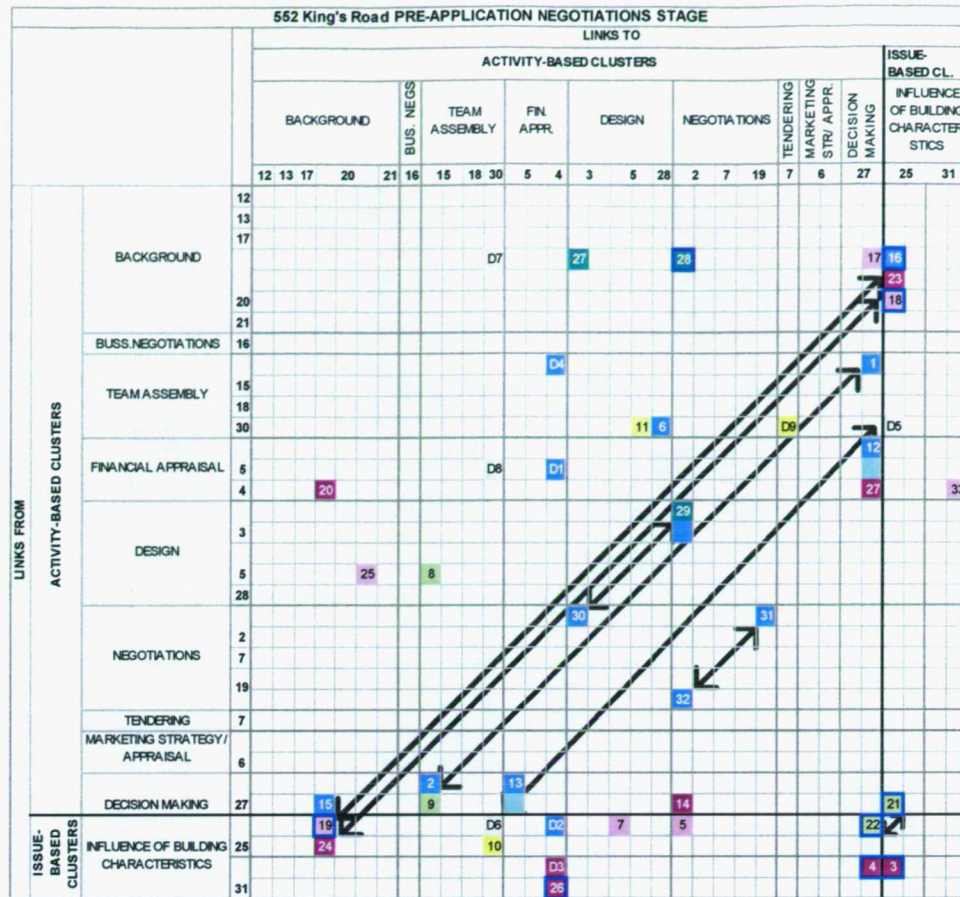 552 King's Road PRE-APPLICATION NEGOTIATIONS STAGE
LINKS TO
ACTIVITY-BASED CLUSTERS
ISSUE-
BASED CL.
BACKGROUND
BUS. NEGS
TEAM
ASSEMBLY
FIN.
APPR.
DESIGN
NEGOTIATIONS
TENDERING
MARKETING
STR/ APPR.
DECISION
MAKING
INFLUENCE
OF BUILDING
CHARACTER
STICS
12 13 17 20 21 16 15 18 30 5 4 3 5 28 2 7 19 7 6 27 25 31
LINKS FROM
ACTIVITY-BASED CLUSTERS
12
13
17
BACKGROUND D7 27 28 17 16
23
20 18
21
BUSS.NEGOTIATIONS 16
D4 1
15
TEAM ASSEMBLY
18
30 11 6 D9 D5
12
FINANCIAL APPRAISAL 5 D8 D1
4 20 27 33
29
3
DESIGN
5 25 8
28
30 31
2
NEGOTIATIONS 7
19
32
TENDERING 7
MARKETING STRATEGY/
APPRAISAL
6
2 13
DECISION MAKING 27 15 9 14 21
ISSUE-
BASED
CLUSTERS
19 D6 D2 7 5 22
INFLUENCE OF BUILDING 25 24 10
CHARACTERISTICS D3 4 3
31 26